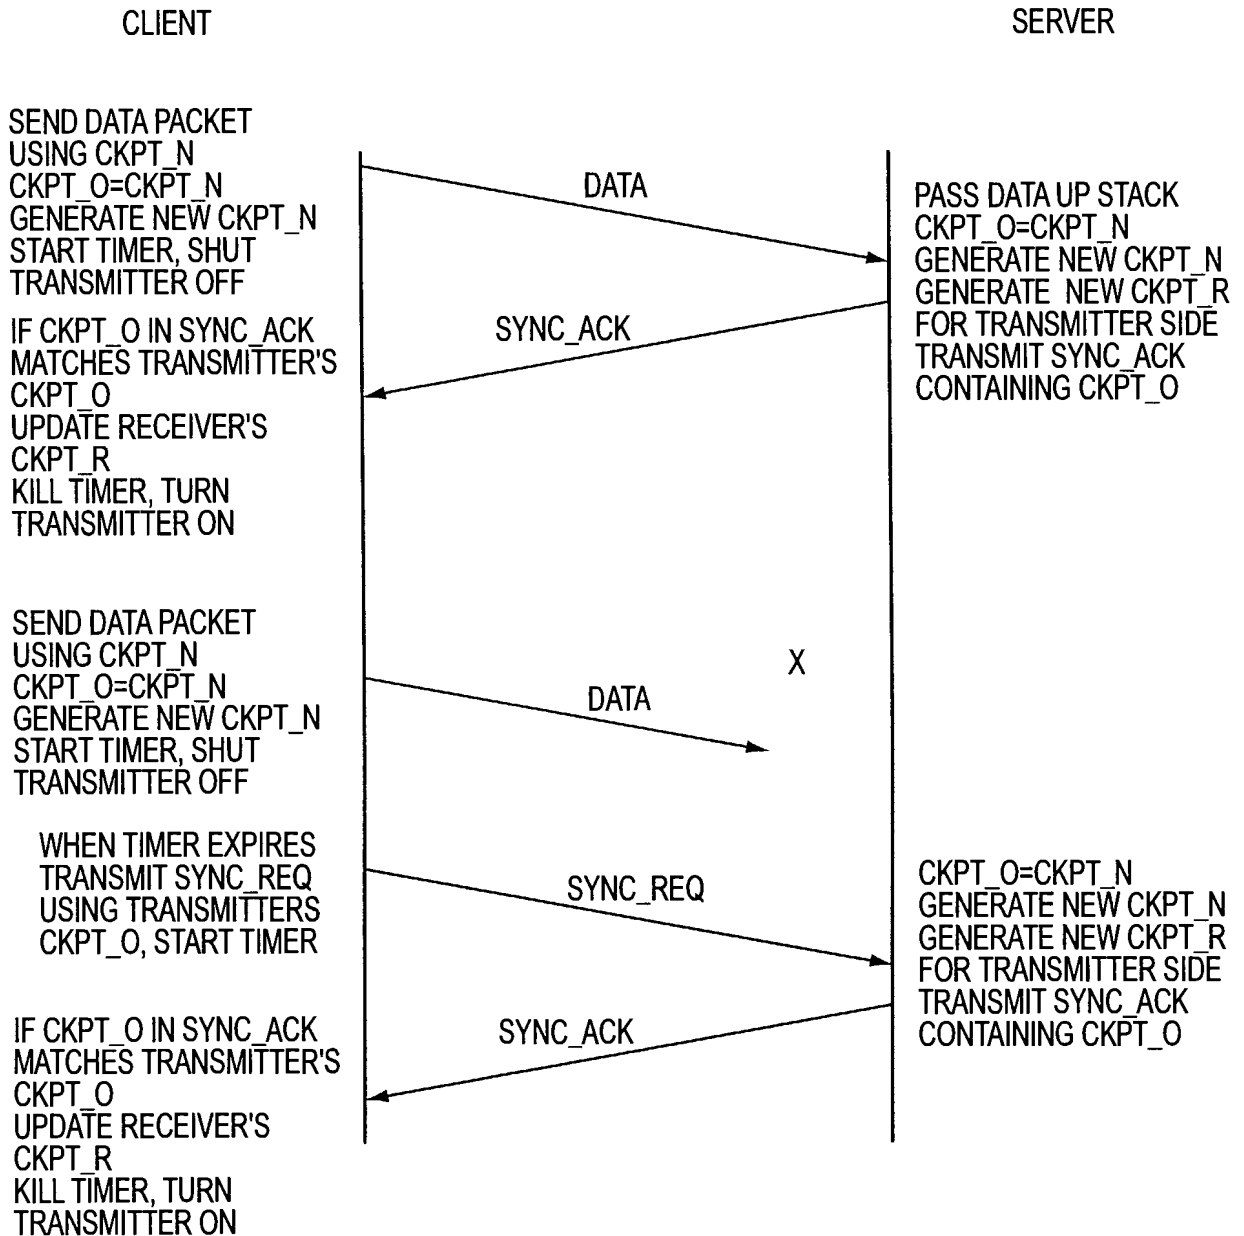 CLIENT
SERVER
SEND DATA PACKET
USING CKPT_N
CKPT_O=CKPT_N
GENERATE NEW CKPT_N
START TIMER, SHUT
TRANSMITTER OFF
DATA
PASS DATA UP STACK
CKPT_O=CKPT_N
GENERATE NEW CKPT_N
GENERATE NEW CKPT_R
FOR TRANSMITTER SIDE
TRANSMIT SYNC_ACK
CONTAINING CKPT_O
SYNC_ACK
IF CKPT_O IN SYNC_ACK
MATCHES TRANSMITTER'S
CKPT_O
UPDATE RECEIVER'S
CKPT_R
KILL TIMER, TURN
TRANSMITTER ON
SEND DATA PACKET
USING CKPT_N
CKPT_O=CKPT_N
GENERATE NEW CKPT_N
START TIMER, SHUT
TRANSMITTER OFF
DATA
X
WHEN TIMER EXPIRES
TRANSMIT SYNC_REQ
USING TRANSMITTERS
CKPT_O, START TIMER
SYNC_REQ
CKPT_O=CKPT_N
GENERATE NEW CKPT_N
GENERATE NEW CKPT_R
FOR TRANSMITTER SIDE
TRANSMIT SYNC_ACK
CONTAINING CKPT_O
SYNC_ACK
IF CKPT_O IN SYNC_ACK
MATCHES TRANSMITTER'S
CKPT_O
UPDATE RECEIVER'S
CKPT_R
KILL TIMER, TURN
TRANSMITTER ON